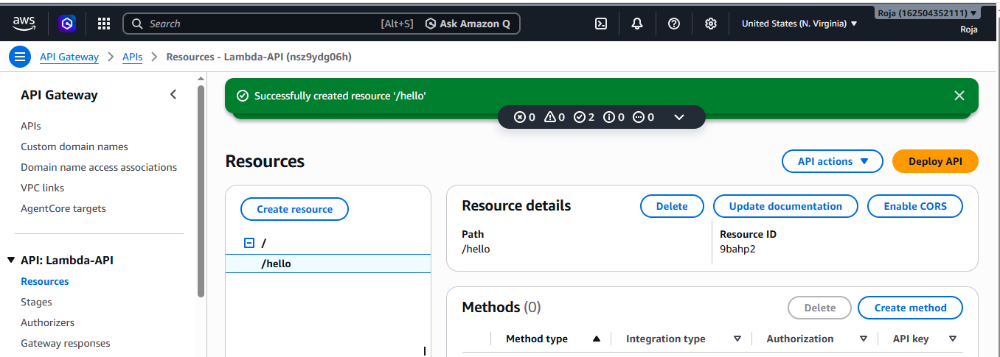 aws
Search [Alt+S] Ask Amazon Q
United States (N. Virginia)
Roja (162504352111)
Roja
API Gateway > APIs > Resources - Lambda-API (nsz9ydg06h)
API Gateway
APIs
Custom domain names
Domain name access associations
VPC links
AgentCore targets
API: Lambda-API
Resources
Stages
Authorizers
Gateway responses
Successfully created resource '/hello'
0 0 2 0 0
Resources
API actions
Deploy API
Create resource
/
/hello
Resource details
Delete
Update documentation
Enable CORS
Path
/hello
Resource ID
9bahp2
Methods (0)
Delete
Create method
Method type
Integration type
Authorization
API key